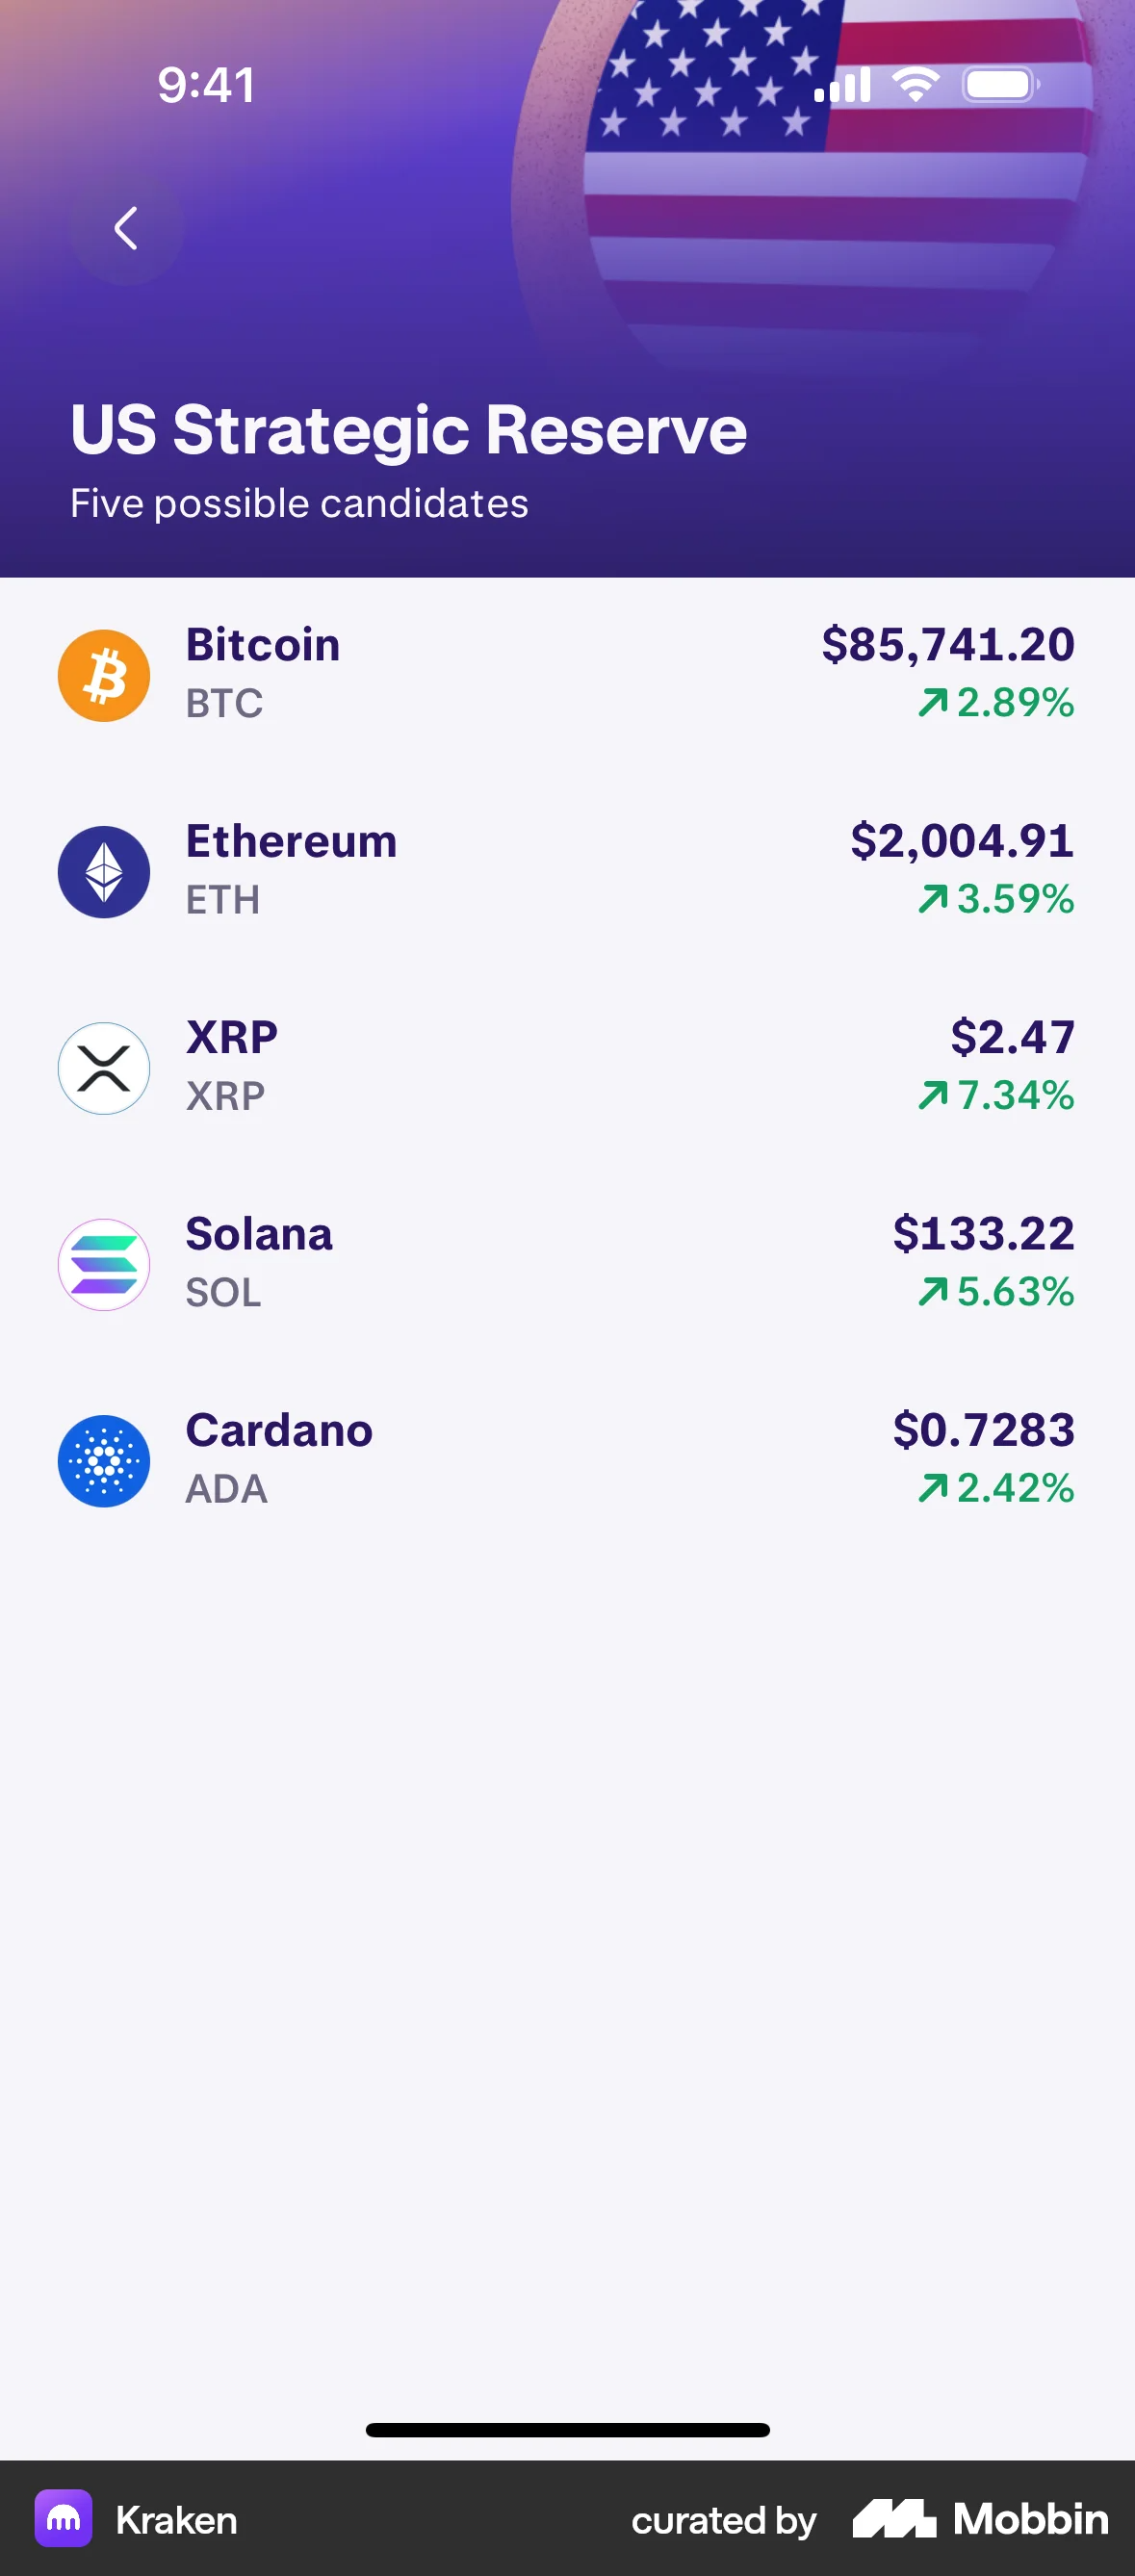 9:41
US Strategic Reserve
Five possible candidates
Bitcoin $85,741.20
BTC 2.89%
Ethereum $2,004.91
ETH 3.59%
XRP $2.47
XRP 7.34%
Solana $133.22
SOL 5.63%
Cardano $0.7283
ADA 2.42%
Kraken curated by Mobbin